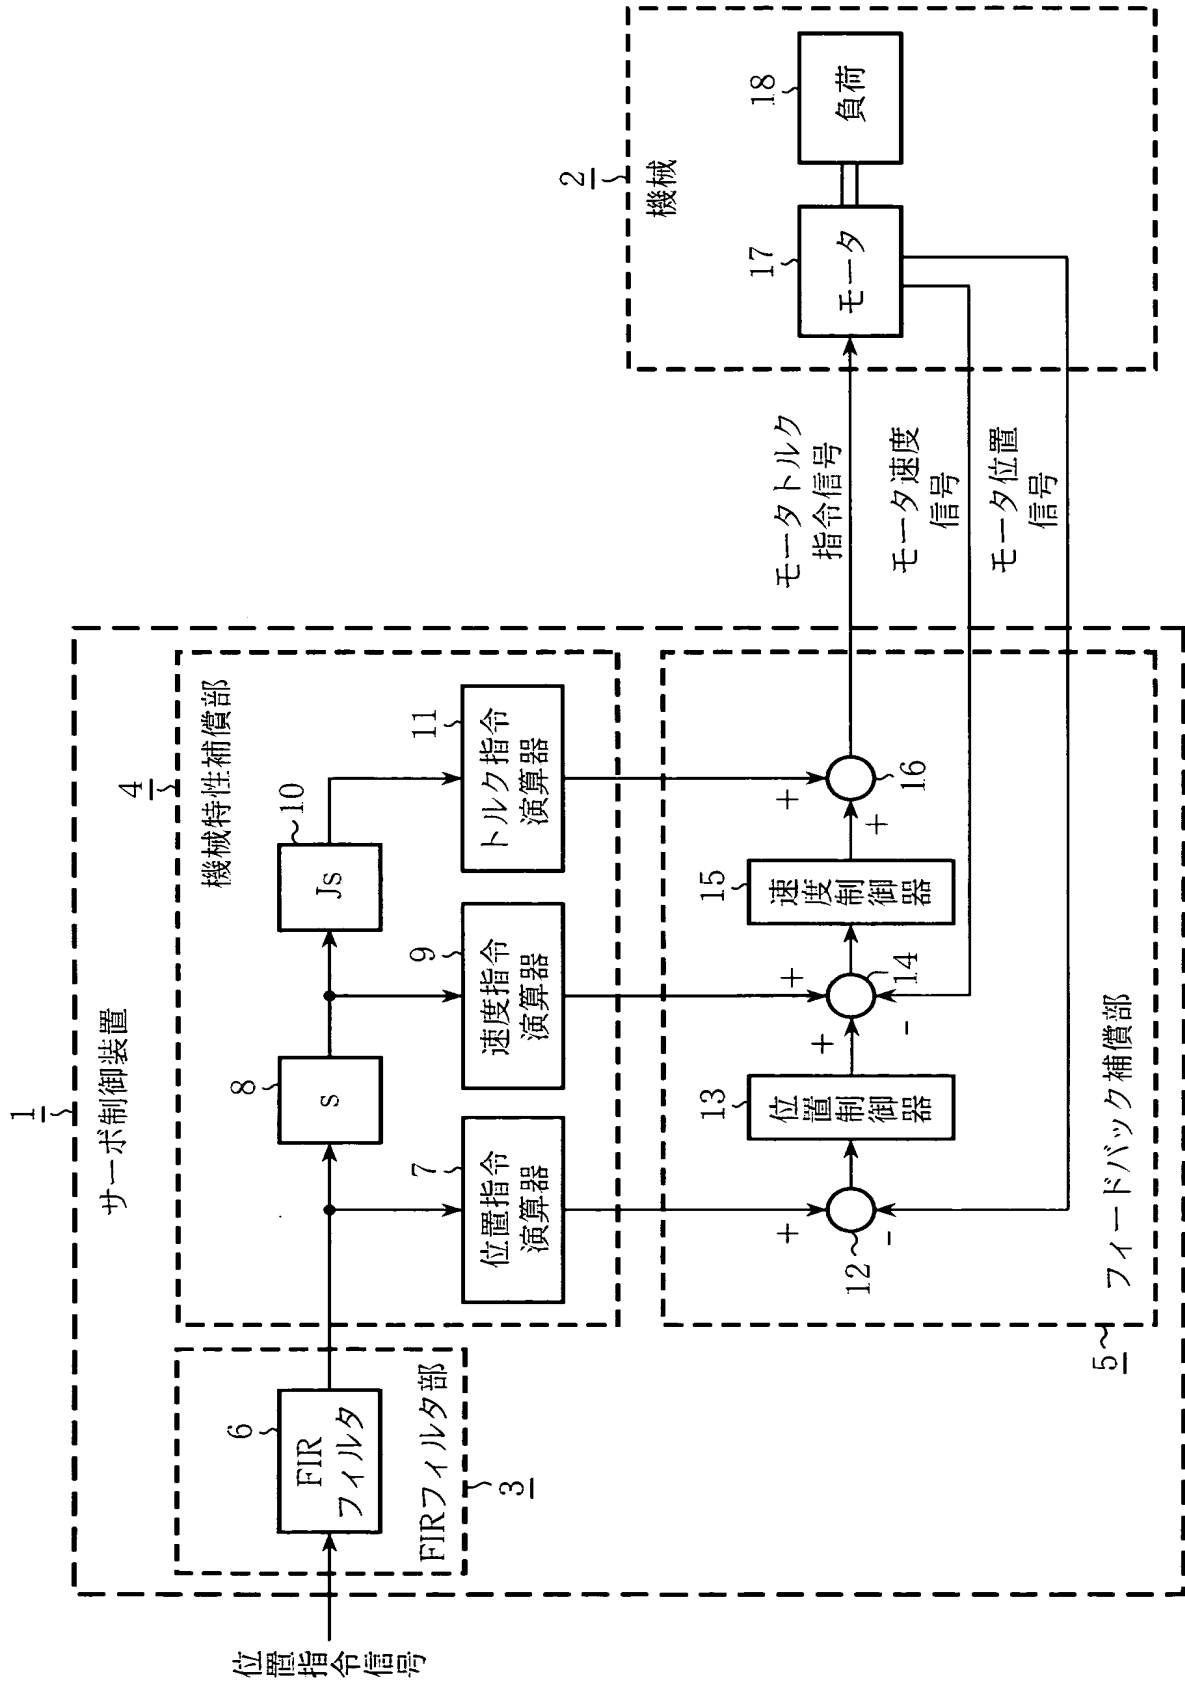 1
サーボ制御装置
4
機械特性補償部
6
FIR
フィルタ
FIRフィルタ部
3
位置指令信号
8
s
10
Js
7
位置指令
演算器
9
速度指令
演算器
11
トルク指令
演算器
+
-
12
13
位置制御器
+
+
-
14
15
速度制御器
+
+
16
フィードバック補償部
5
モータトルク
指令信号
モータ速度
信号
モータ位置
信号
2
機械
17
モータ
18
負荷